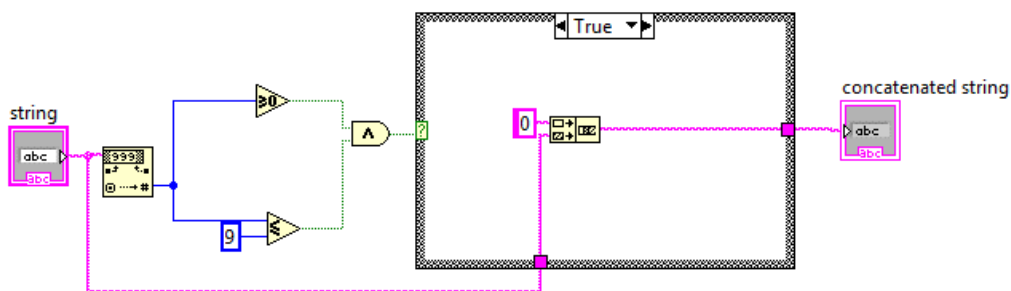 True
string
concatenated string
≥0
abc
abc
999
#
∧
?
0
abc
abc
≤
9